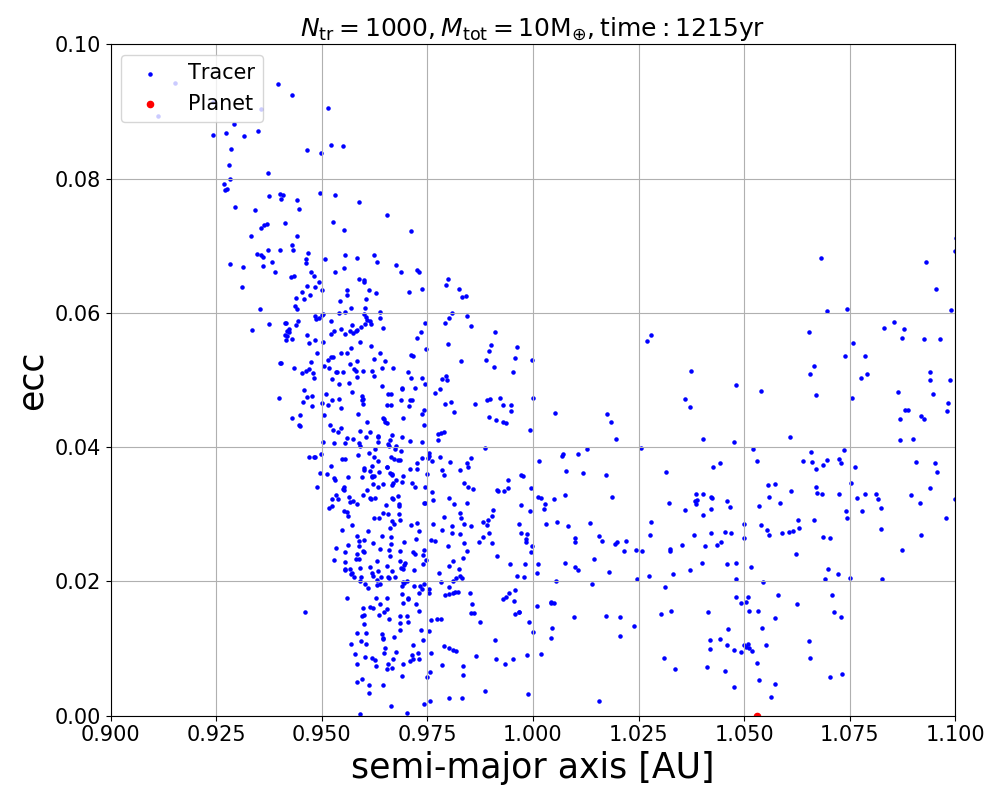 N_tr = 1000, M_tot = 10M_⊕, time : 1215yr
0.10
Tracer
Planet
0.08
0.06
ecc
0.04
0.02
0.00
0.900 0.925 0.950 0.975 1.000 1.025 1.050 1.075 1.100
semi-major axis [AU]